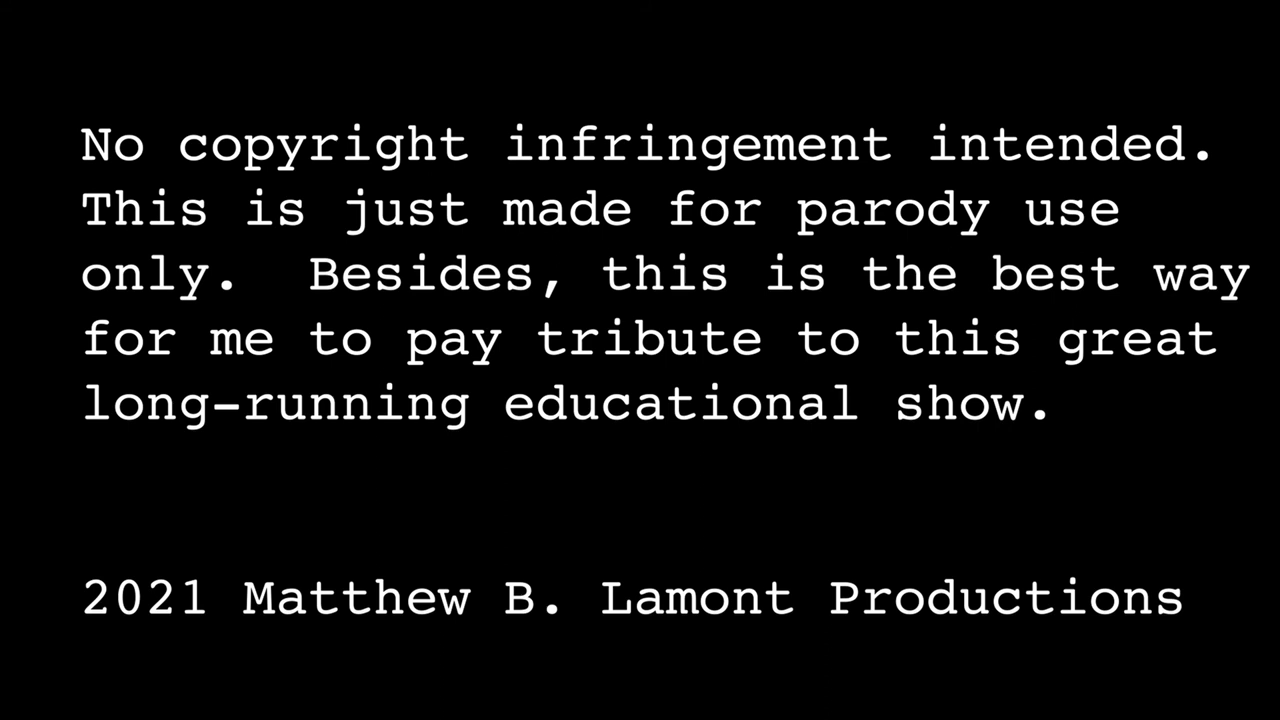 No copyright infringement intended.
This is just made for parody use
only.  Besides, this is the best way
for me to pay tribute to this great
long-running educational show.
2021 Matthew B. Lamont Productions